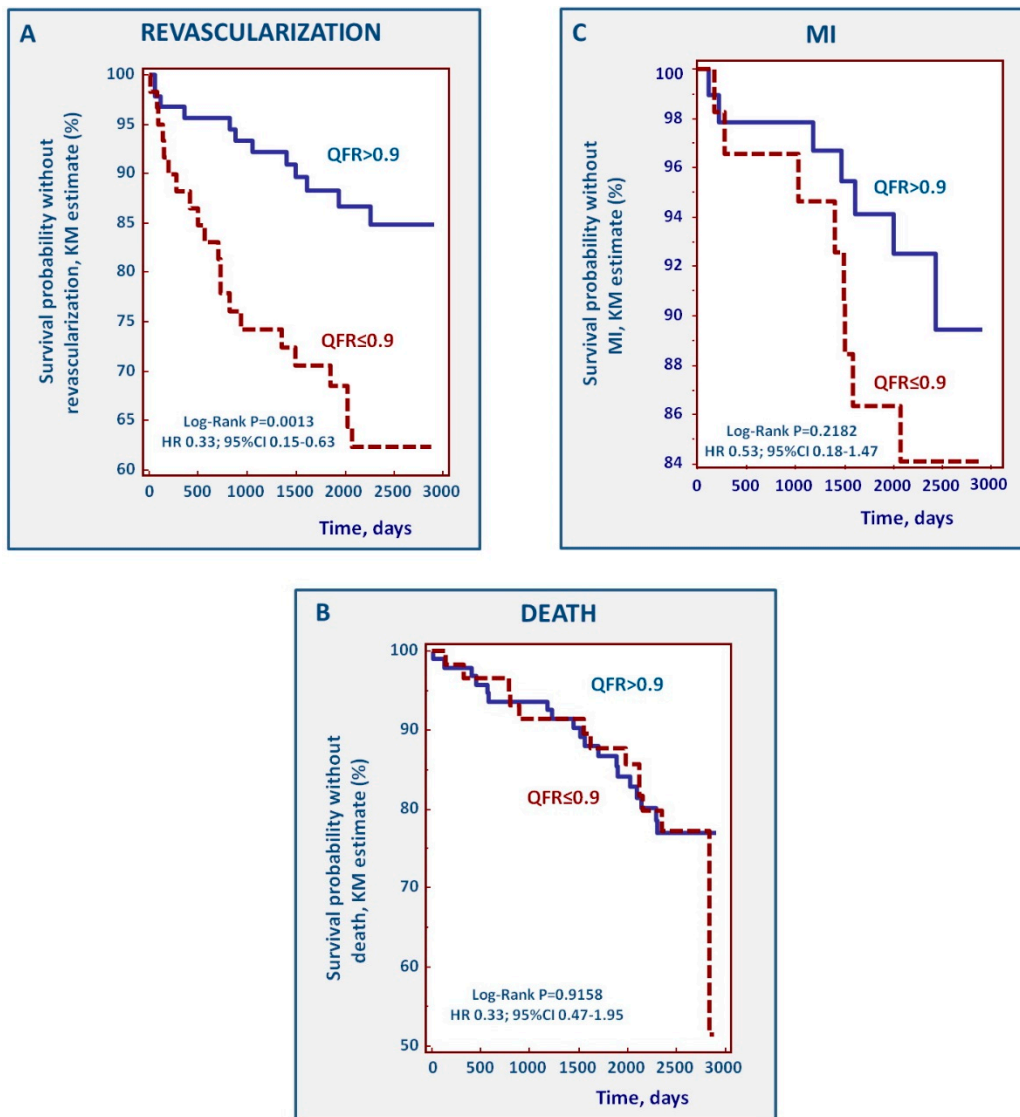 A
REVASCULARIZATION
Survival probability without
revascularization, KM estimate (%)
100
95
90
85
80
75
70
65
60
QFR>0.9
QFR≤0.9
Log-Rank P=0.0013
HR 0.33; 95%CI 0.15-0.63
0 500 1000 1500 2000 2500 3000
Time, days
C
MI
Survival probability without
MI, KM estimate (%)
100
98
96
94
92
90
88
86
84
QFR>0.9
QFR≤0.9
Log-Rank P=0.2182
HR 0.53; 95%CI 0.18-1.47
0 500 1000 1500 2000 2500 3000
Time, days
B
DEATH
Survival probability without
death, KM estimate (%)
100
90
80
70
60
50
QFR>0.9
QFR≤0.9
Log-Rank P=0.9158
HR 0.33; 95%CI 0.47-1.95
0 500 1000 1500 2000 2500 3000
Time, days